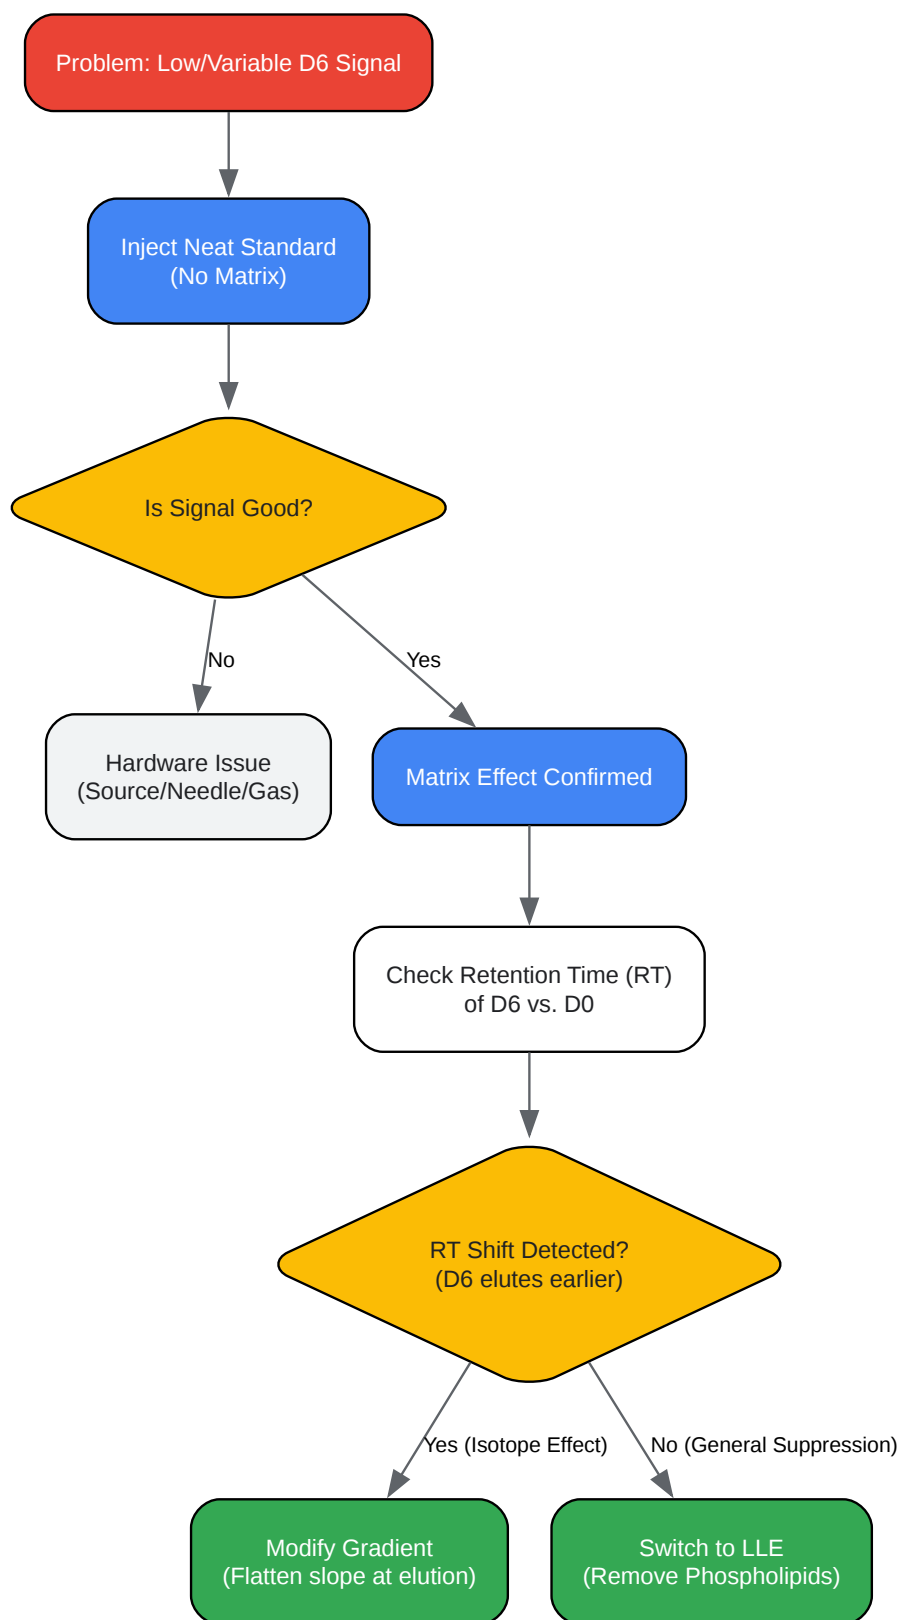 Problem: Low/Variable D6 Signal
Inject Neat Standard
(No Matrix)
Is Signal Good?
No
Yes
Hardware Issue
(Source/Needle/Gas)
Matrix Effect Confirmed
Check Retention Time (RT)
of D6 vs. D0
RT Shift Detected?
(D6 elutes earlier)
Yes (Isotope Effect)
No (General Suppression)
Modify Gradient
(Flatten slope at elution)
Switch to LLE
(Remove Phospholipids)